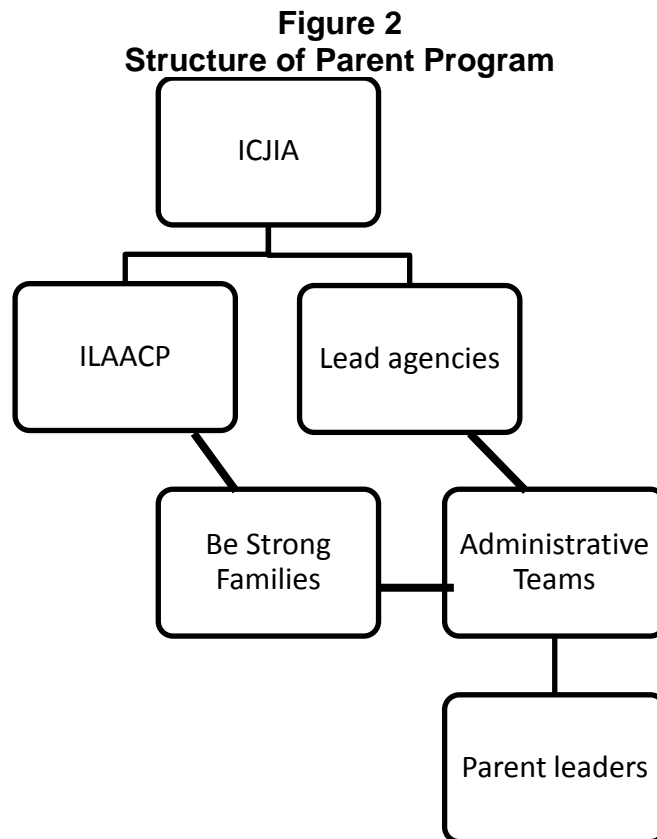 Figure 2
Structure of Parent Program
ICJIA
ILAACP
Lead agencies
Be Strong
Families
Administrative
Teams
Parent leaders